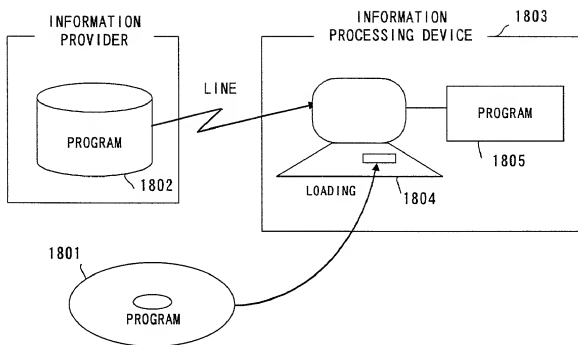 INFORMATION
PROVIDER
INFORMATION
PROCESSING DEVICE
1803
LINE
PROGRAM
1802
PROGRAM
1805
LOADING
1804
1801
PROGRAM